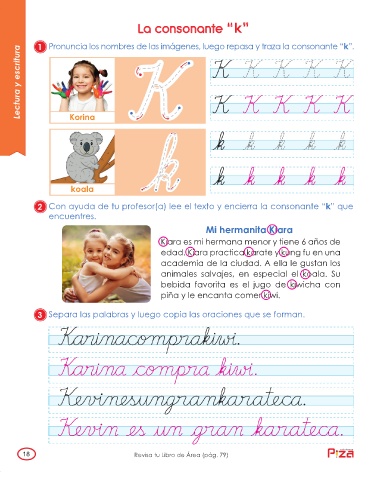 La consonante "k"
Lectura y escritura
1 Pronuncia los nombres de las imágenes, luego repasa y traza la consonante "k".
K
K K K K K
Karina
K K K K K
k
k k k k k
koala
k k k k k
2 Con ayuda de tu profesor(a) lee el texto y encierra la consonante "k" que
encuentres.
Mi hermanita Kiara
Kiara es mi hermana menor y tiene 6 años de
edad. Kiara practica karate y kung fu en una
academia de la ciudad. A ella le gustan los
animales salvajes, en especial el koala. Su
bebida favorita es el jugo de kiwicha con
piña y le encanta comer kiwi.
3 Separa las palabras y luego copia las oraciones que se forman.
Karinacomprakiwi.
Karina compra kiwi.
Kevinesungrankarateca.
Kevin es un gran karateca.
18
Revisa tu Libro de Área (pág. 79)
Piza